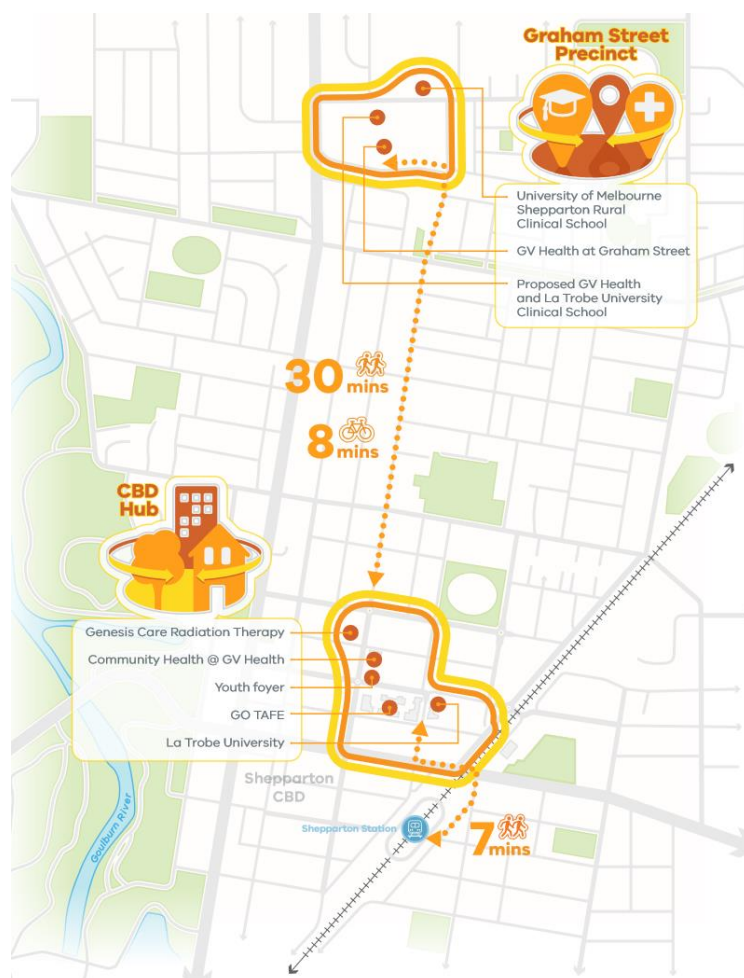 Graham Street
Precinct
University of Melbourne
Shepparton Rural
Clinical School
GV Health at Graham Street
Proposed GV Health
and La Trobe University
Clinical School
30 mins
8 mins
CBD
Hub
Genesis Care Radiation Therapy
Community Health @ GV Health
Youth foyer
GO TAFE
La Trobe University
Shepparton
CBD
Shepparton Station
7 mins
Goulburn River